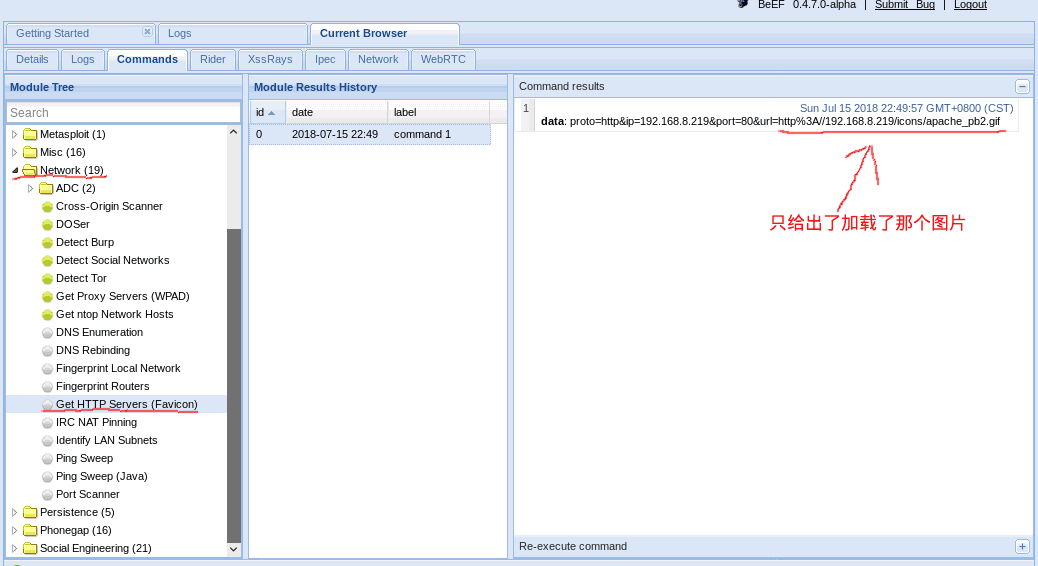 BeEF 0.4.7.0-alpha | Submit Bug | Logout
Getting Started
Logs
Current Browser
Details
Logs
Commands
Rider
XssRays
Ipec
Network
WebRTC
Module Tree
Search
Metasploit (1)
Misc (16)
Network (19)
ADC (2)
Cross-Origin Scanner
DOSer
Detect Burp
Detect Social Networks
Detect Tor
Get Proxy Servers (WPAD)
Get ntop Network Hosts
DNS Enumeration
DNS Rebinding
Fingerprint Local Network
Fingerprint Routers
Get HTTP Servers (Favicon)
IRC NAT Pinning
Identify LAN Subnets
Ping Sweep
Ping Sweep (Java)
Port Scanner
Persistence (5)
Phonegap (16)
Social Engineering (21)
Module Results History
id date label
0 2018-07-15 22:49 command 1
Command results
1
Sun Jul 15 2018 22:49:57 GMT+0800 (CST)
data: proto=http&ip=192.168.8.219&port=80&url=http%3A//192.168.8.219/icons/apache_pb2.gif
只给出了加载了那个图片
Re-execute command